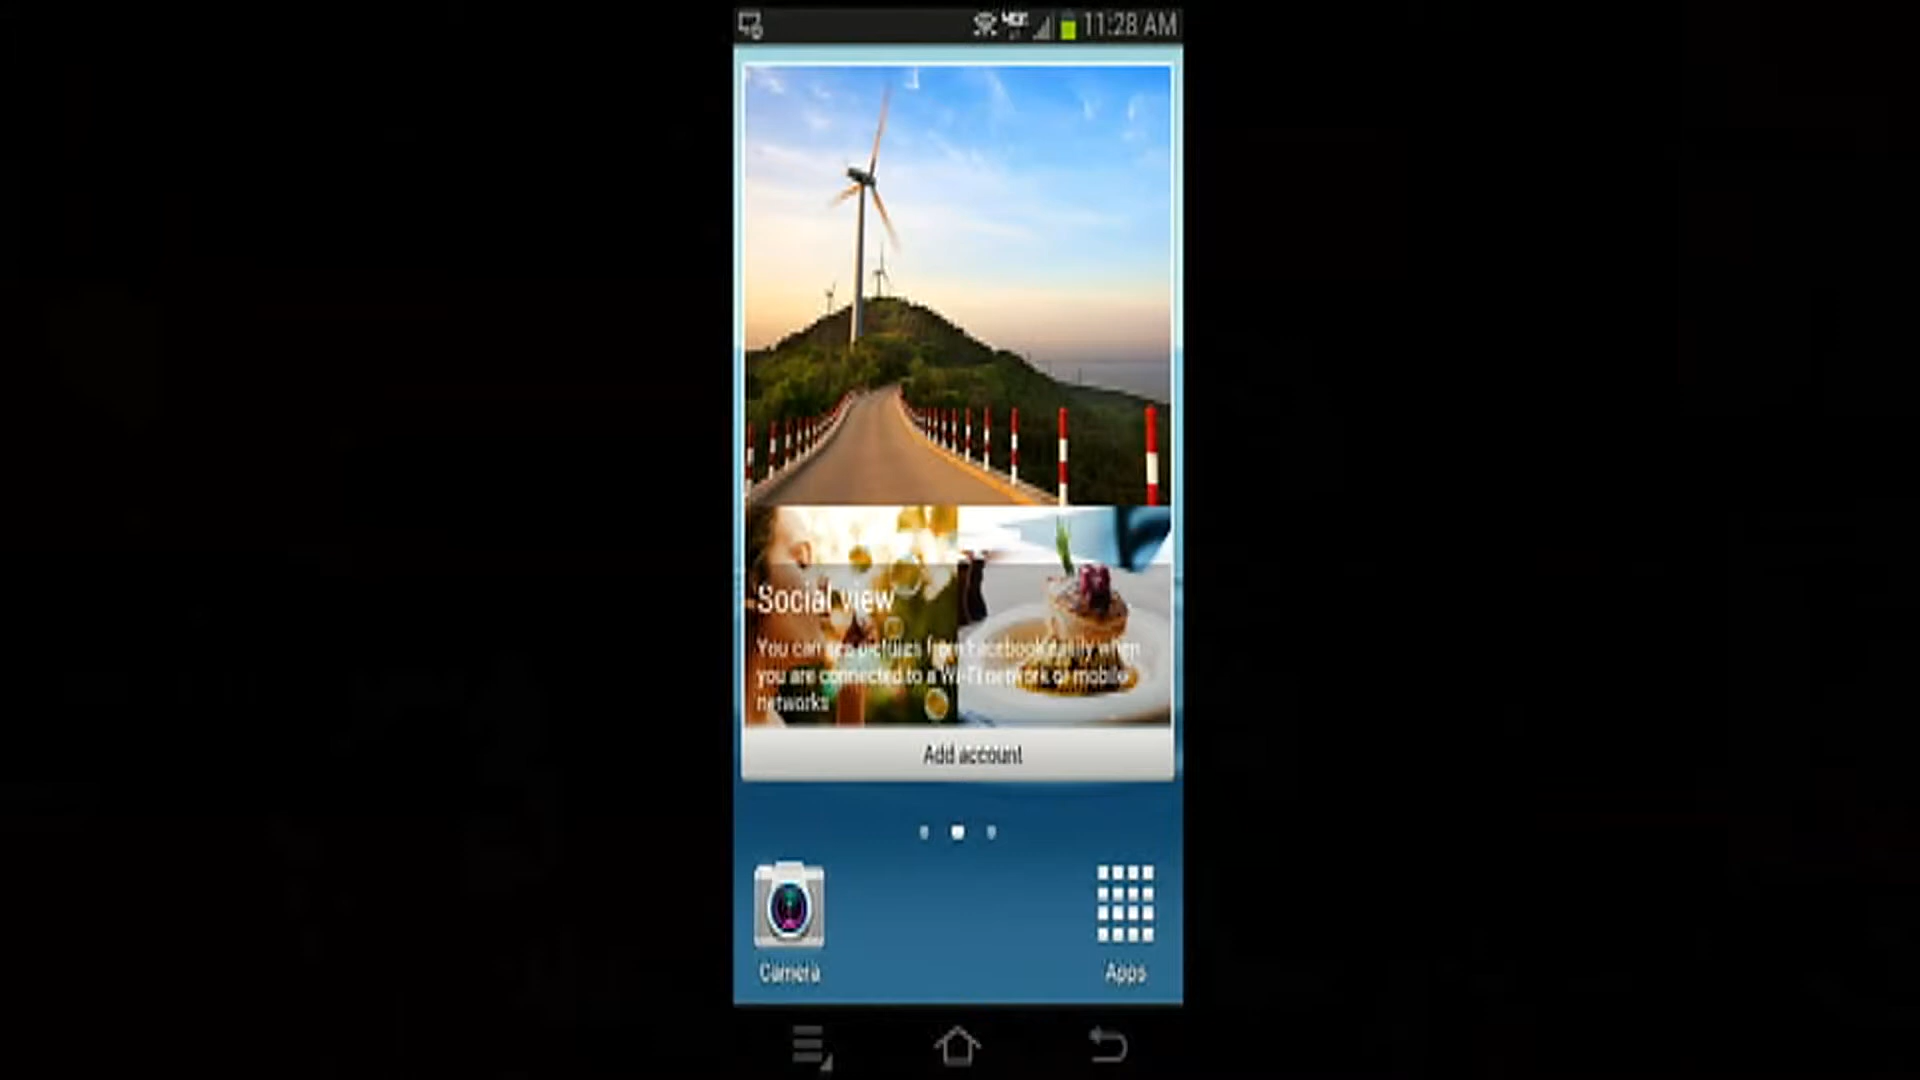 4G
11:28 AM
Social view
You can see pictures from Facebook easily when
you are connected to a Wi-Fi network or mobile
networks
Add account
Camera
Apps